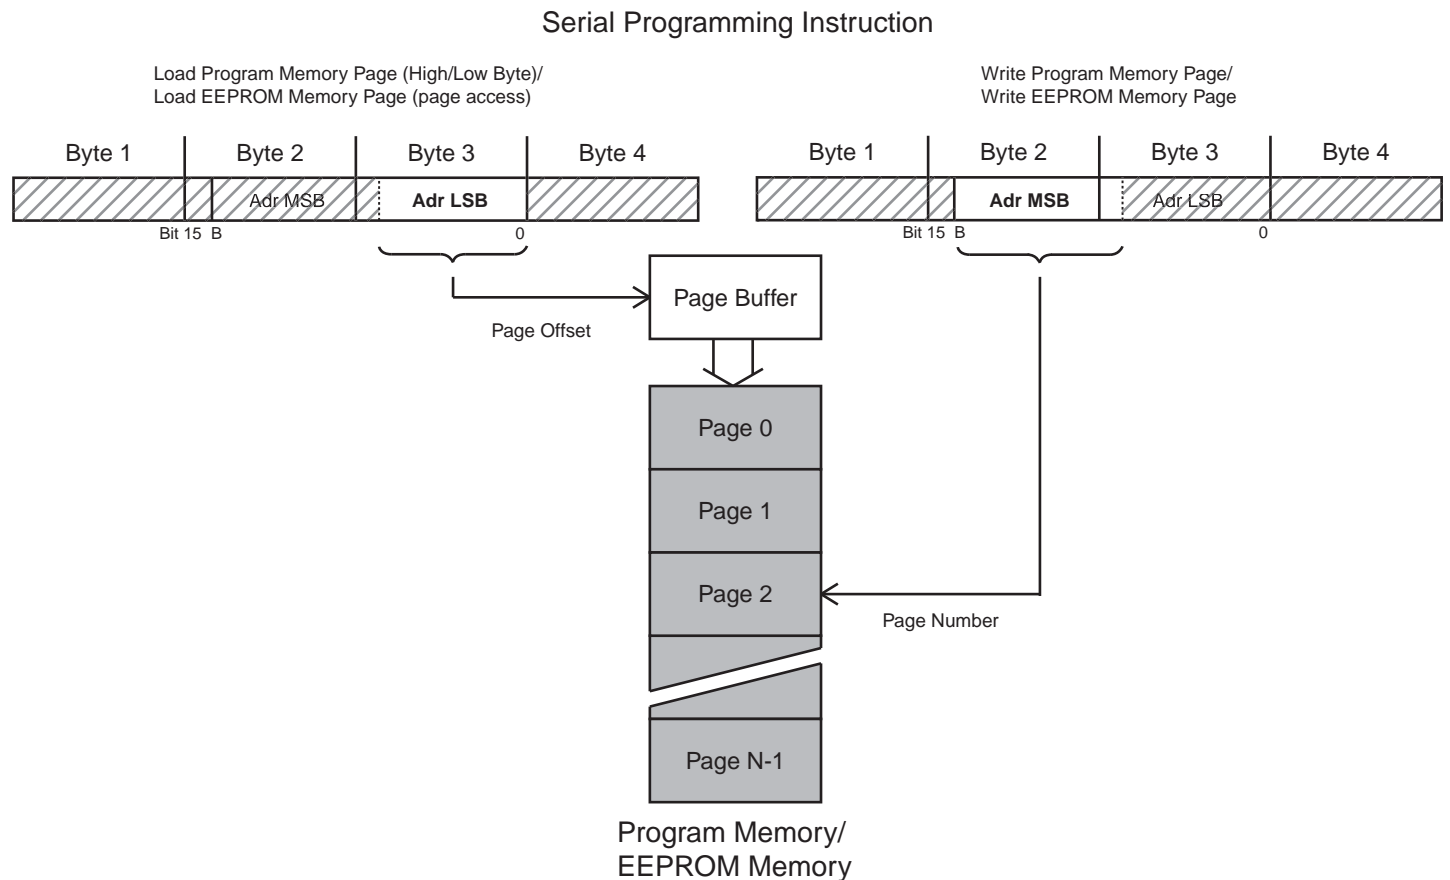 Serial Programming Instruction
Load Program Memory Page (High/Low Byte)/
Load EEPROM Memory Page (page access)
Write Program Memory Page/
Write EEPROM Memory Page
Byte 1 Byte 2 Byte 3 Byte 4
Byte 1 Byte 2 Byte 3 Byte 4
Adr MSB Adr LSB
Adr MSB Adr LSB
Bit 15 B 0
Bit 15 B 0
Page Buffer
Page Offset
Page 0
Page 1
Page 2
Page Number
Page N-1
Program Memory/
EEPROM Memory